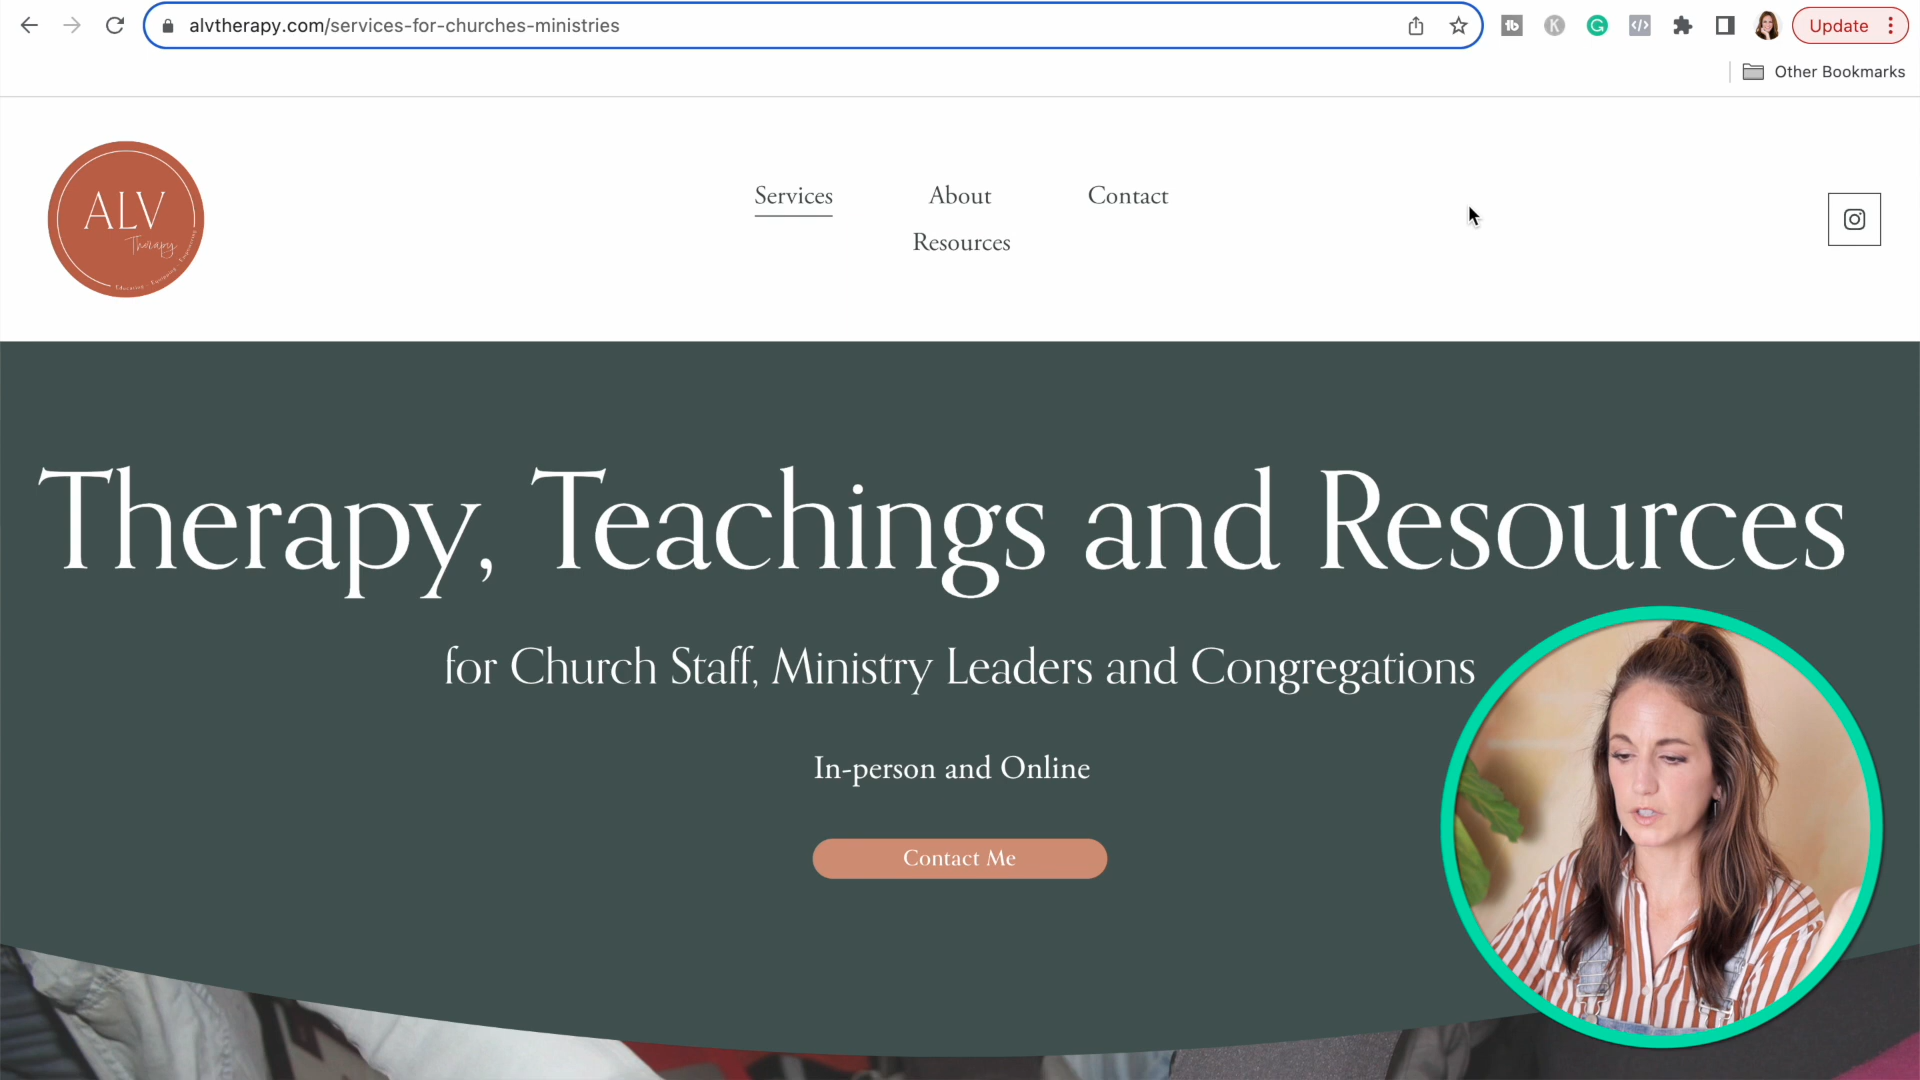 alvtherapy.com/services-for-churches-ministries
Update
Other Bookmarks
ALV
Therapy
Services
About
Contact
Resources
Therapy, Teachings and Resources
for Church Staff, Ministry Leaders and Congregations
In-person and Online
Contact Me